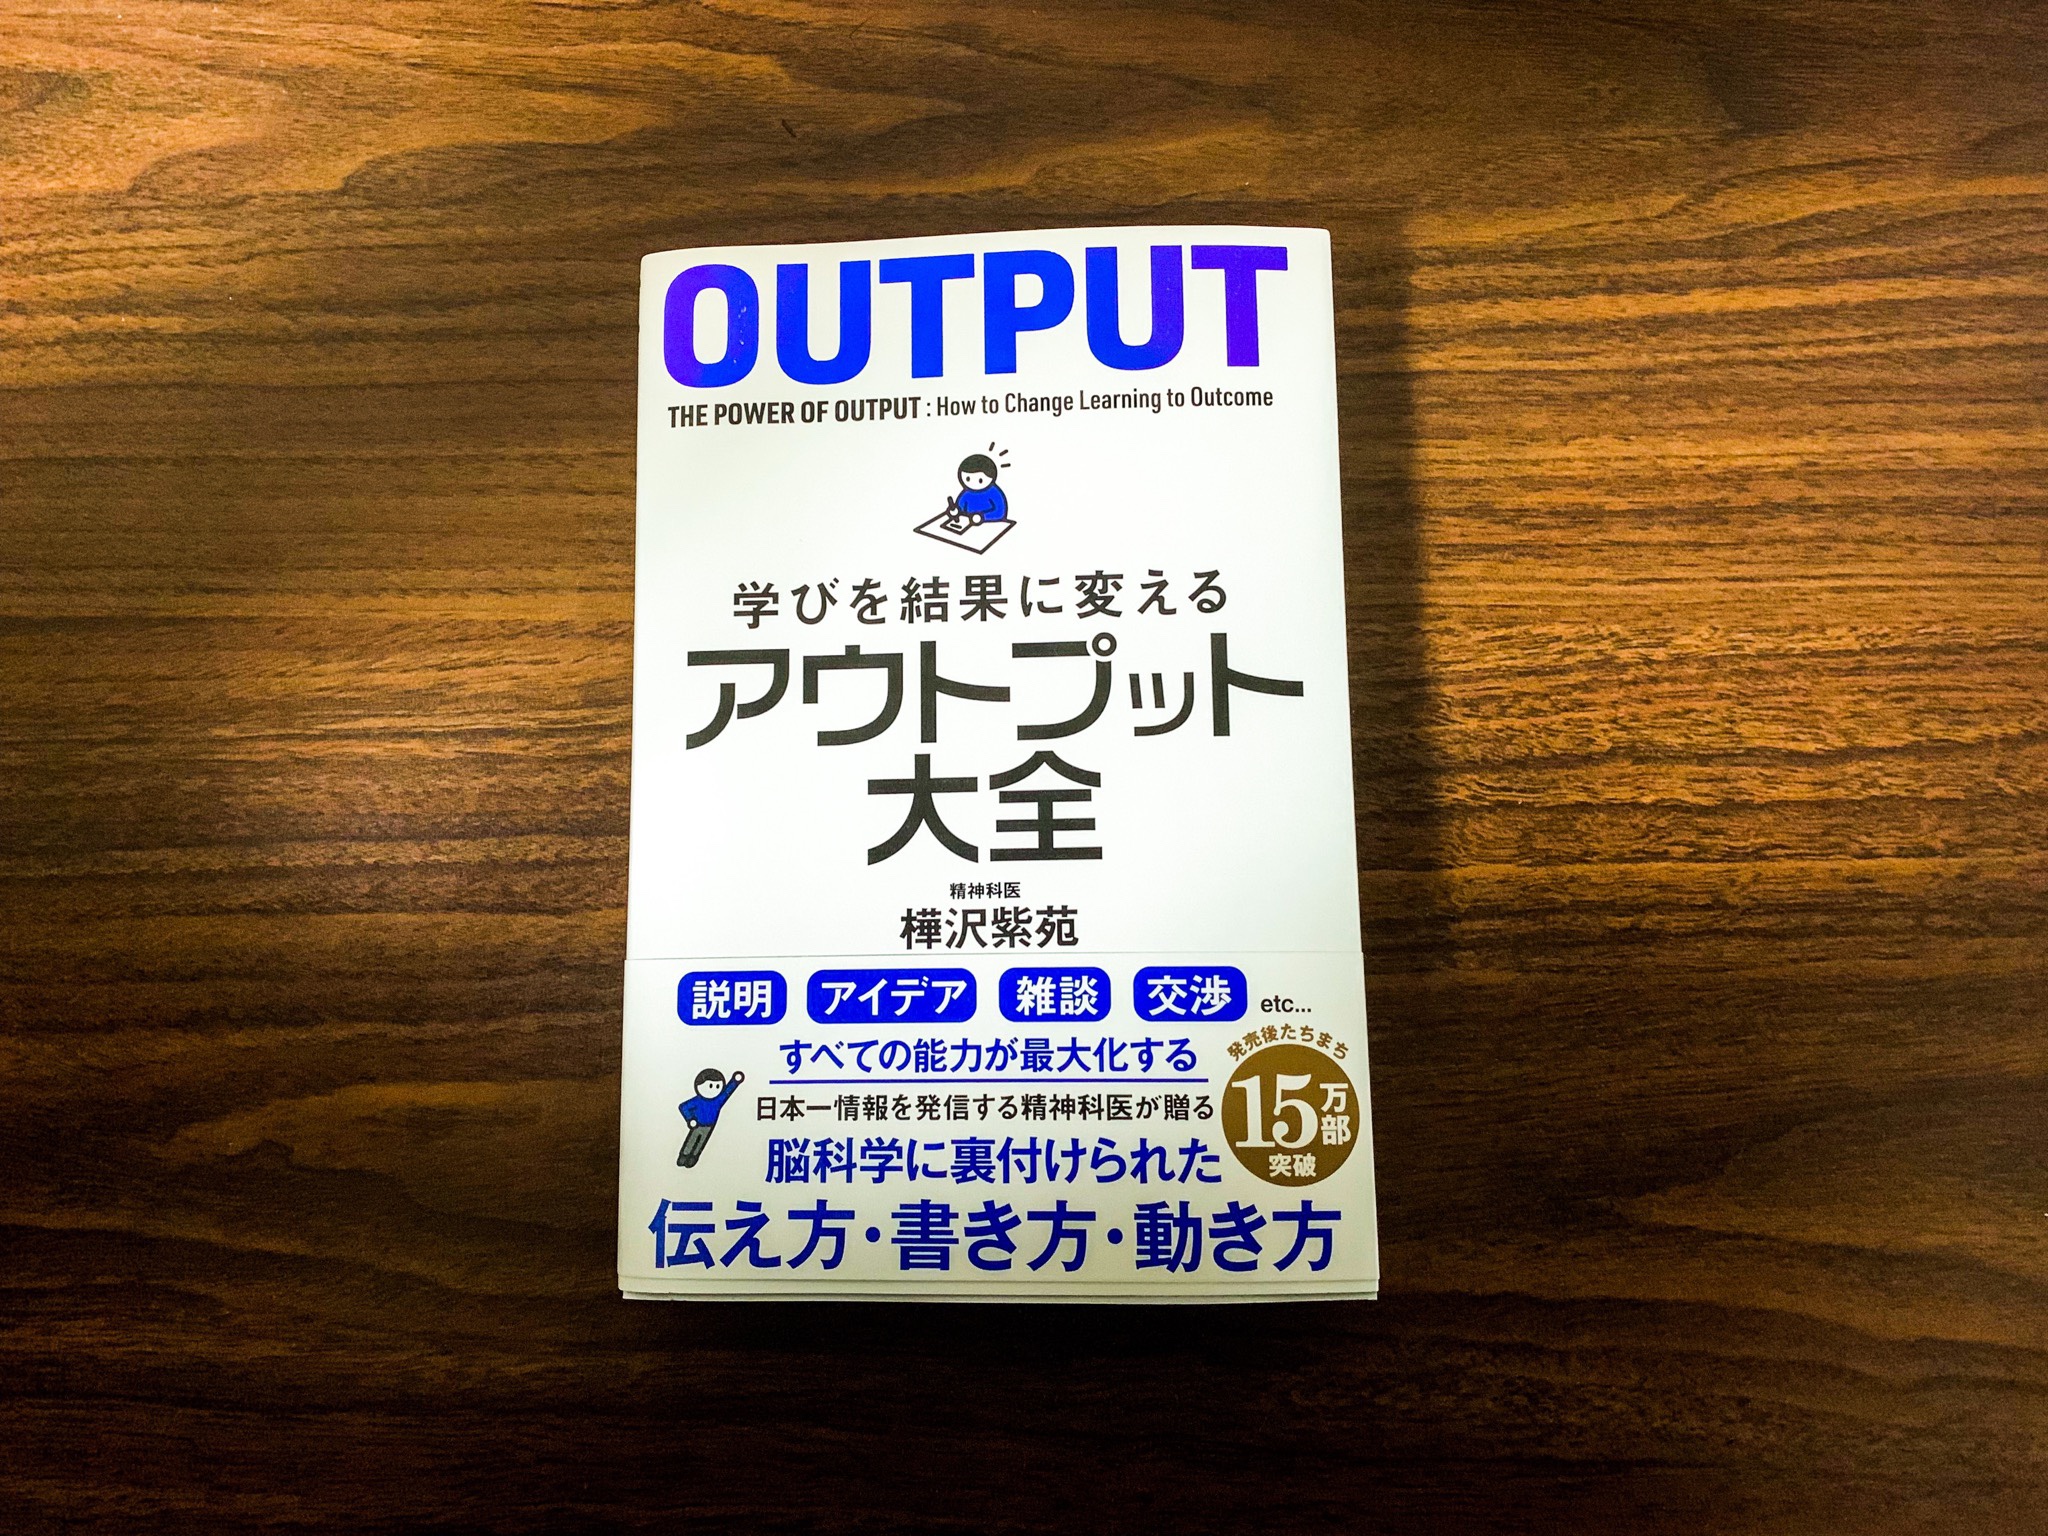 OUTPUT
THE POWER OF OUTPUT : How to Change Learning to Outcome
学びを結果に変える
アウトプット
大全
精神科医
樺沢紫苑
説明 アイデア 雑談 交渉 etc...
すべての能力が最大化する
日本一情報を発信する精神科医が贈る
脳科学に裏付けられた
伝え方・書き方・動き方
発売後たちまち
15万部
突破